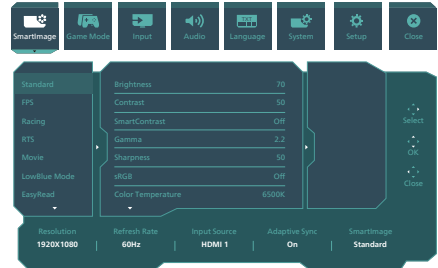 TXT
SmartImage Game Mode Input Audio Language System Setup Close
Standard Brightness 70
FPS Contrast 50
Racing SmartContrast Off
RTS Gamma 2.2
Movie Sharpness 50
LowBlue Mode sRGB Off
EasyRead Color Temperature 6500K
Select
OK
Close
Resolution Refresh Rate Input Source Adaptive Sync SmartImage
1920X1080 | 60Hz | HDMI 1 | On | Standard